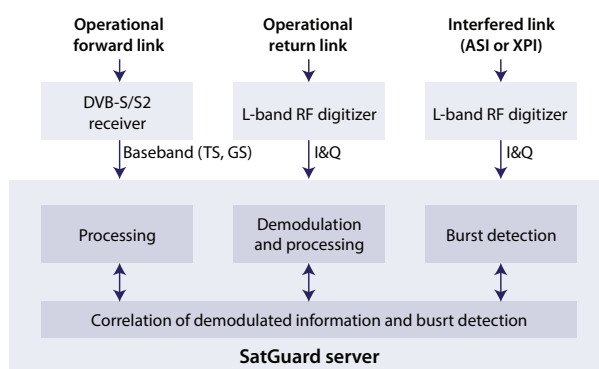 Operational
forward link
Operational
return link
Interfered link
(ASI or XPI)
DVB-S/S2
receiver
L-band RF digitizer
L-band RF digitizer
Baseband (TS, GS)
I&Q
I&Q
Processing
Demodulation
and processing
Burst detection
Correlation of demodulated information and busrt detection
SatGuard server